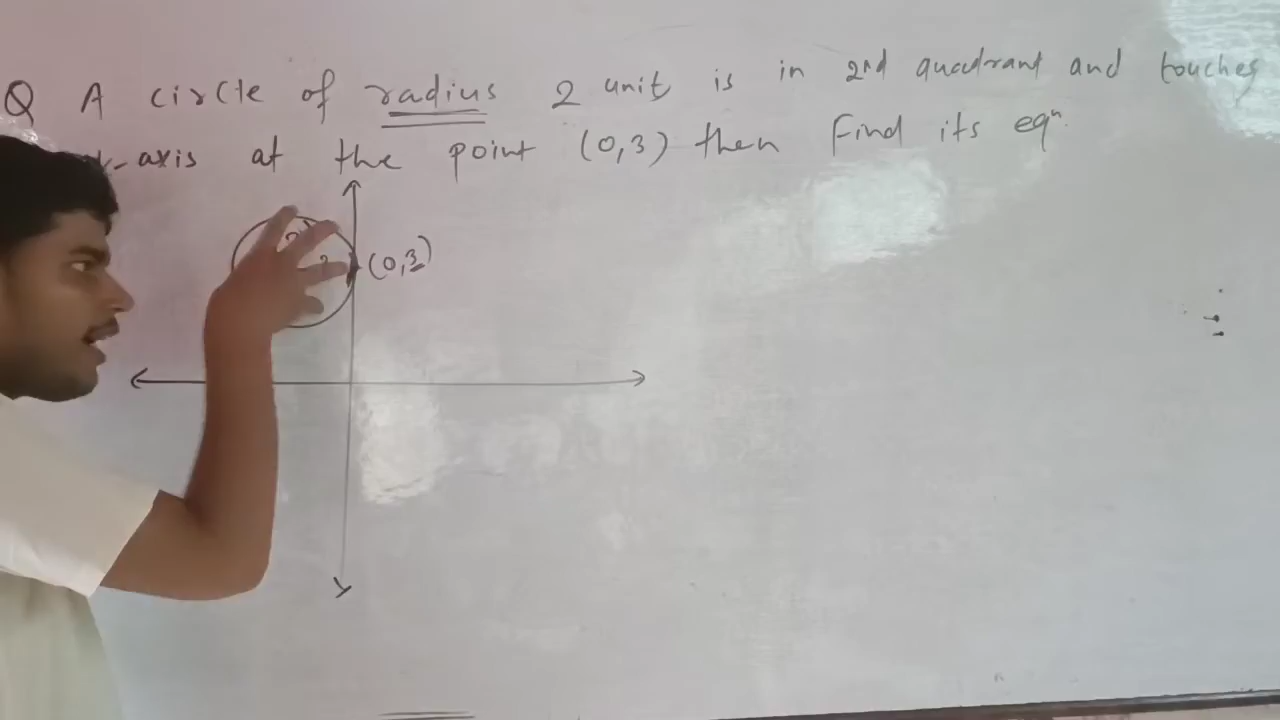 Q A circle of radius 2 unit is in 2nd quadrant and touches
axis at the point (0,3) then Find its eqn.
(0,3)